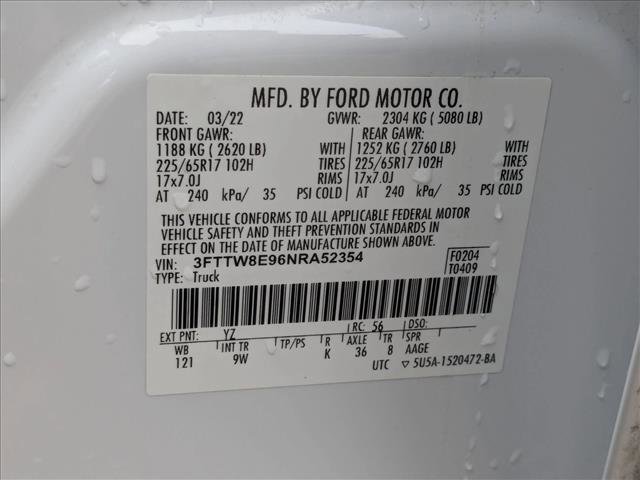 MFD. BY FORD MOTOR CO.
DATE: 03/22 GVWR: 2304 KG ( 5080 LB)
FRONT GAWR: REAR GAWR:
1188 KG ( 2620 LB) WITH 1252 KG ( 2760 LB) WITH
225/65R17 102H TIRES 225/65R17 102H TIRES
17x7.0J RIMS 17x7.0J RIMS
AT 240 kPa/ 35 PSI COLD AT 240 kPa/ 35 PSI COLD
THIS VEHICLE CONFORMS TO ALL APPLICABLE FEDERAL MOTOR
VEHICLE SAFETY AND THEFT PREVENTION STANDARDS IN
EFFECT ON THE DATE OF MANUFACTURE SHOWN ABOVE.
VIN: 3FTTW8E96NRA52354 F0204
TYPE: Truck T0409
EXT PNT: YZ RC: 56 DSO:
WB INT TR TP/PS R AXLE TR SPR
121 9W K 36 8 AAGE
UTC ▽ 5U5A-1520472-BA